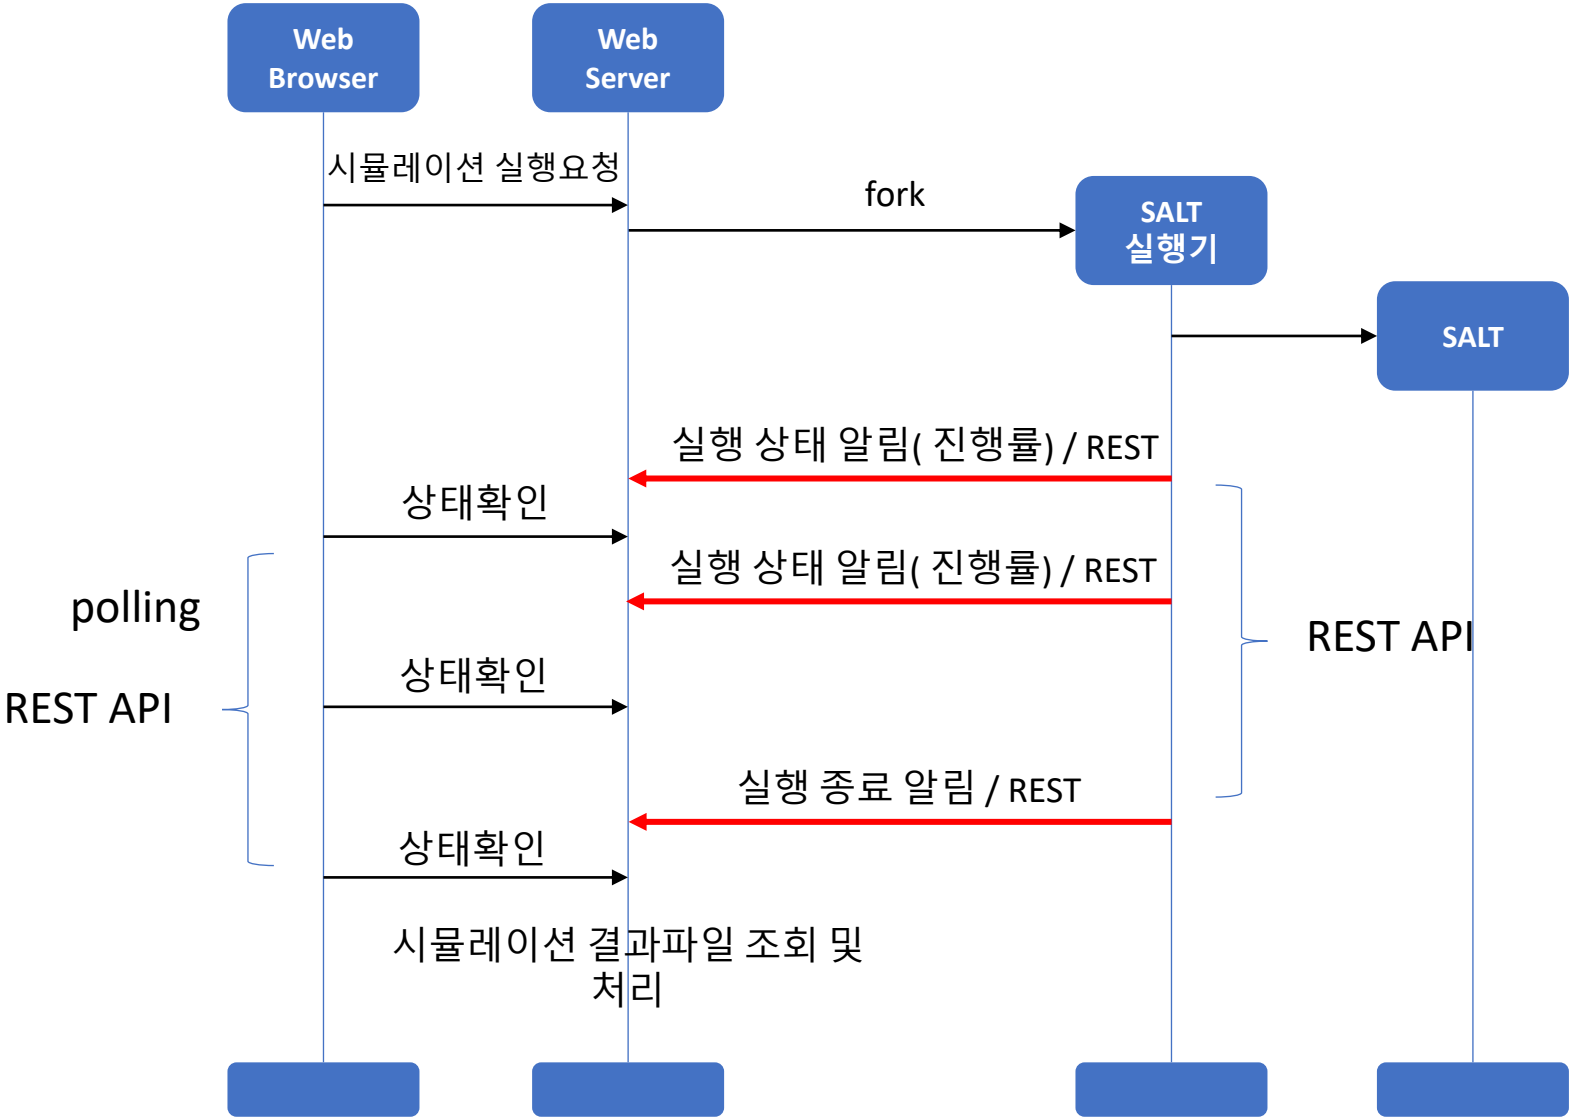 Web
Browser
Web
Server
시뮬레이션 실행요청
fork
SALT
실행기
SALT
실행 상태 알림( 진행률) / REST
상태확인
실행 상태 알림( 진행률) / REST
polling
REST API
상태확인
REST API
실행 종료 알림 / REST
상태확인
시뮬레이션 결과파일 조회 및
처리